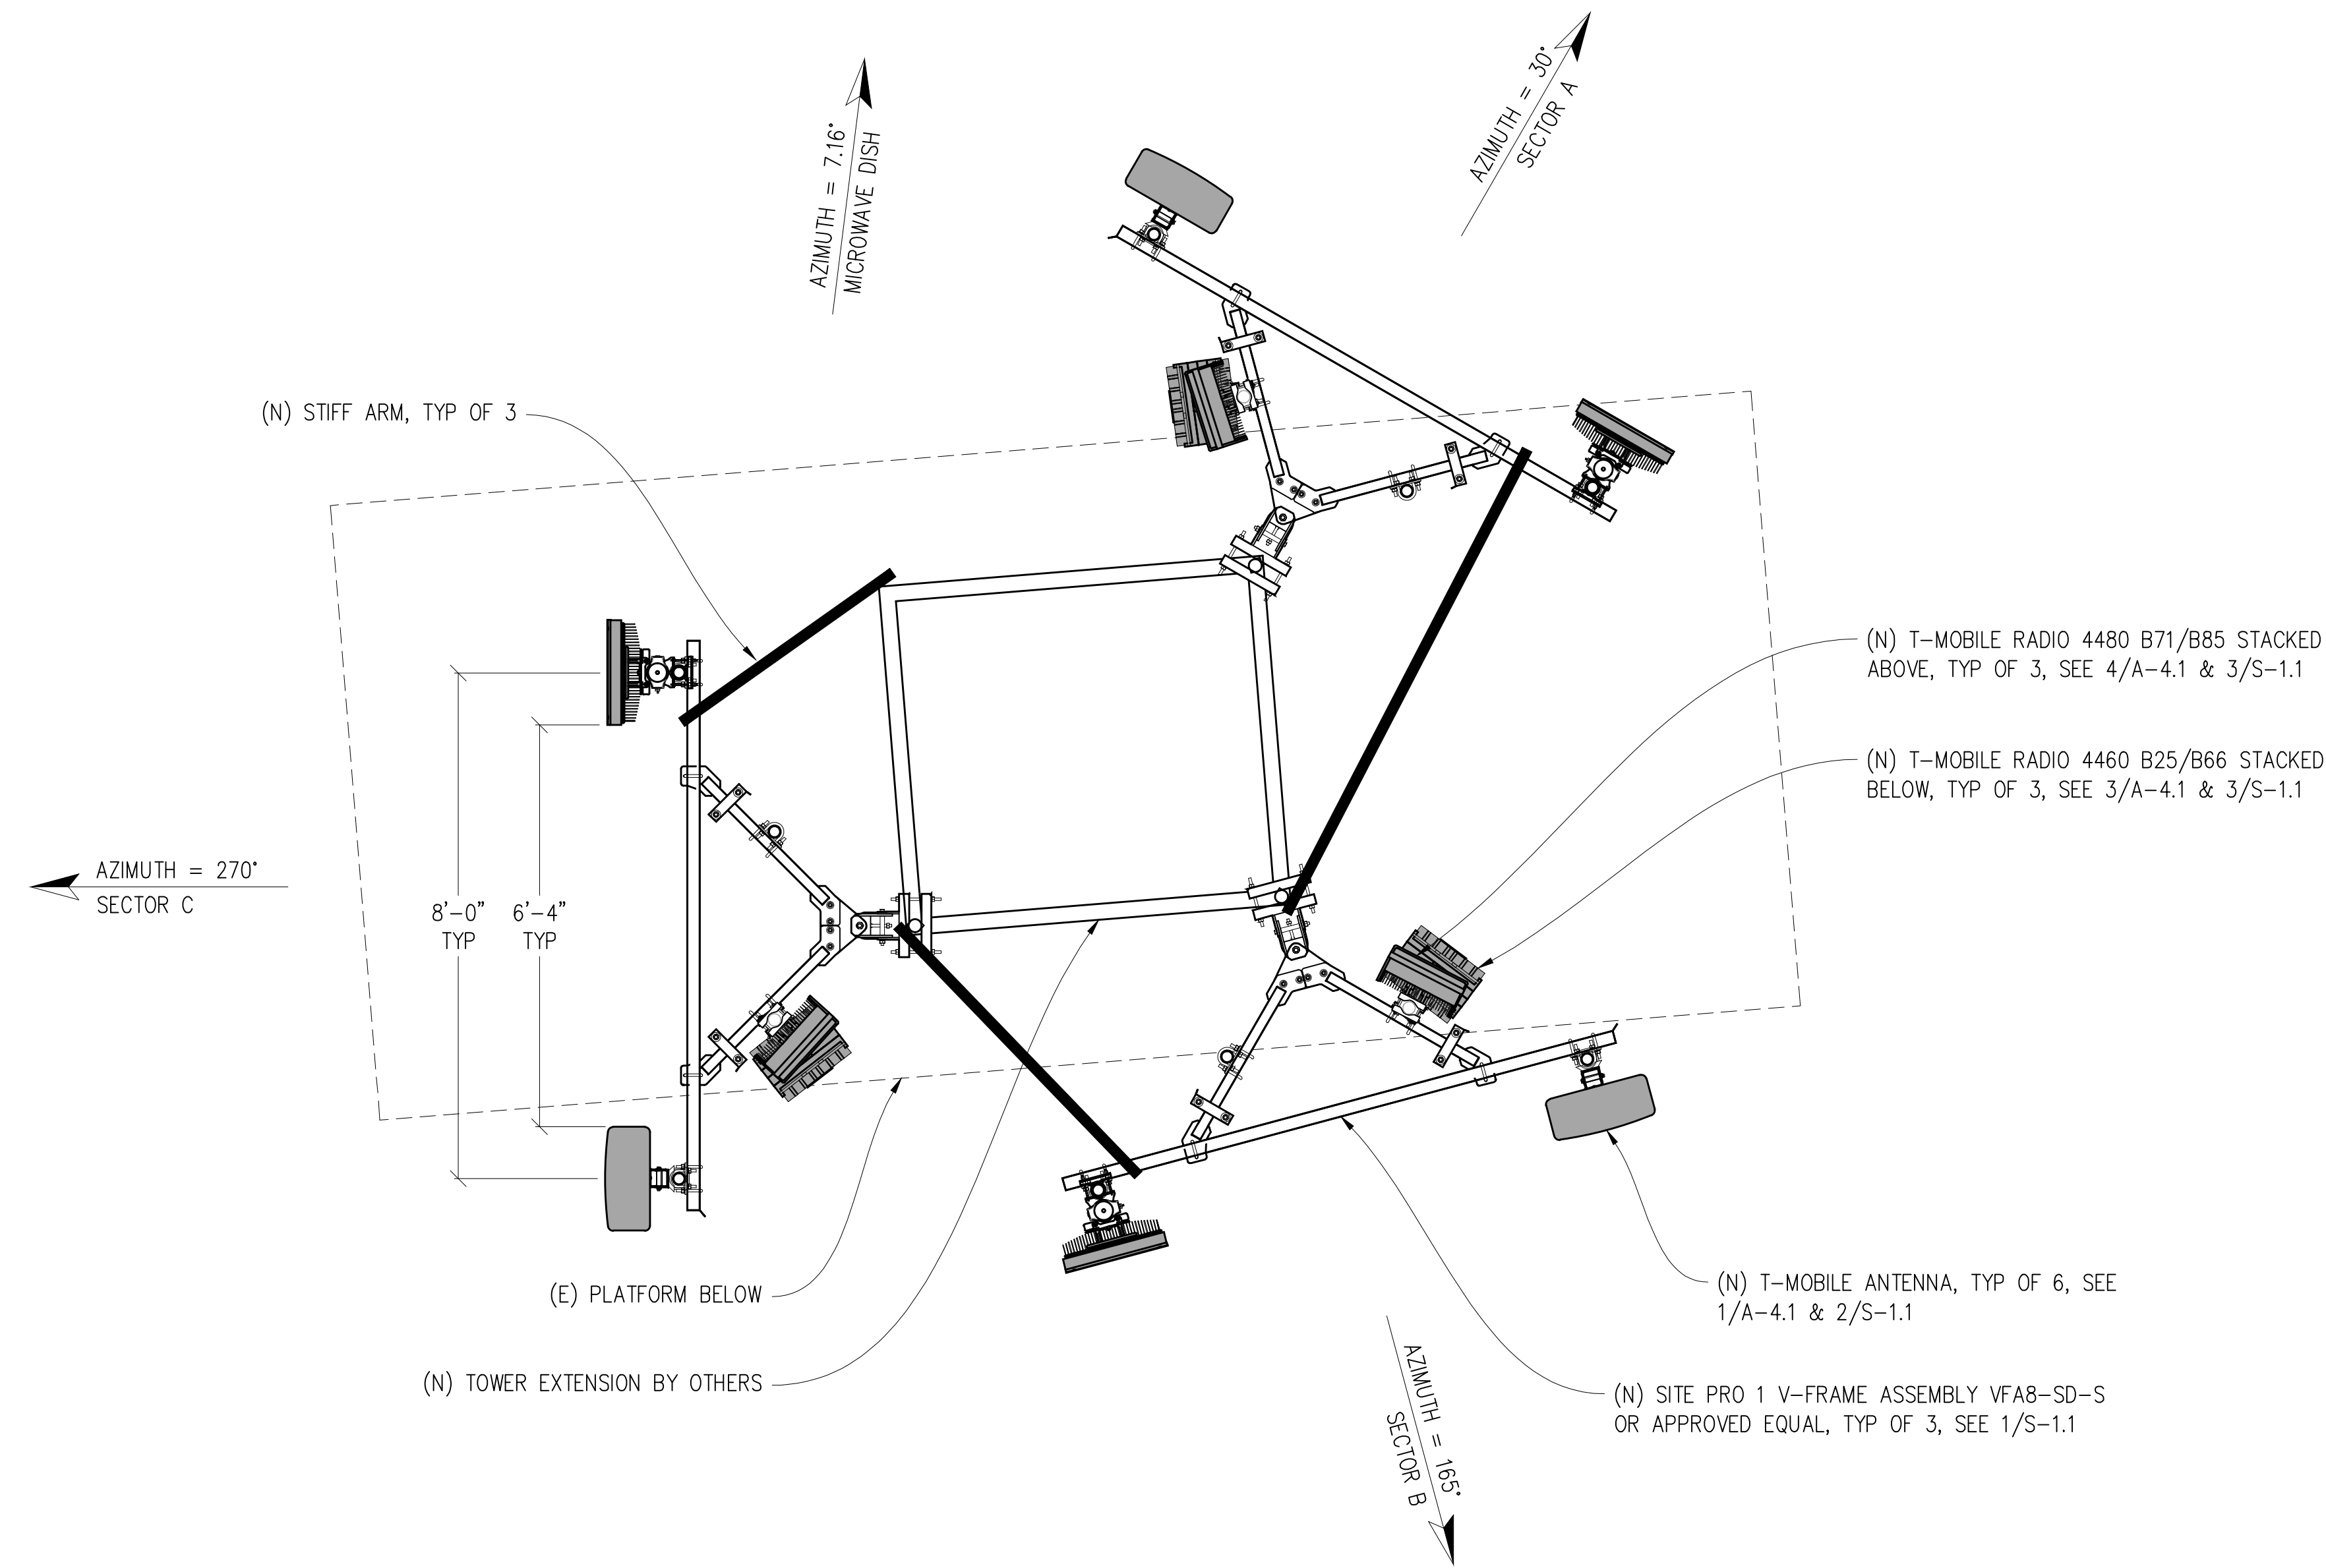 AZIMUTH = 7.16°
MICROWAVE DISH
AZIMUTH = 30°
SECTOR A
(N) STIFF ARM, TYP OF 3
(N) T-MOBILE RADIO 4480 B71/B85 STACKED
ABOVE, TYP OF 3, SEE 4/A-4.1 & 3/S-1.1
(N) T-MOBILE RADIO 4460 B25/B66 STACKED
BELOW, TYP OF 3, SEE 3/A-4.1 & 3/S-1.1
AZIMUTH = 270°
SECTOR C
8'-0"
TYP
6'-4"
TYP
(E) PLATFORM BELOW
(N) TOWER EXTENSION BY OTHERS
(N) T-MOBILE ANTENNA, TYP OF 6, SEE
1/A-4.1 & 2/S-1.1
(N) SITE PRO 1 V-FRAME ASSEMBLY VFA8-SD-S
OR APPROVED EQUAL, TYP OF 3, SEE 1/S-1.1
AZIMUTH = 165°
SECTOR B